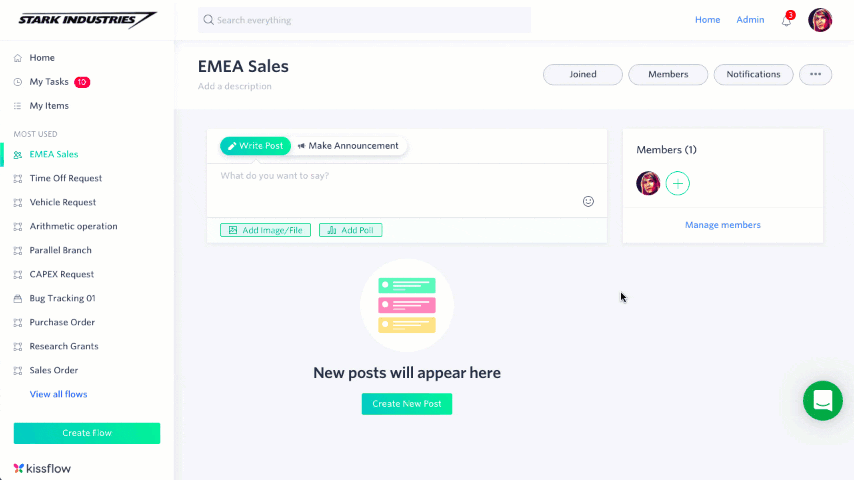 STARK INDUSTRIES
Search everything
Home
Admin
3
Home
My Tasks 10
My Items
MOST USED
EMEA Sales
Time Off Request
Vehicle Request
Arithmetic operation
Parallel Branch
CAPEX Request
Bug Tracking 01
Purchase Order
Research Grants
Sales Order
View all flows
Create Flow
kissflow
EMEA Sales
Add a description
Joined
Members
Notifications
Write Post
Make Announcement
What do you want to say?
Add Image/File
Add Poll
New posts will appear here
Create New Post
Members (1)
Manage members